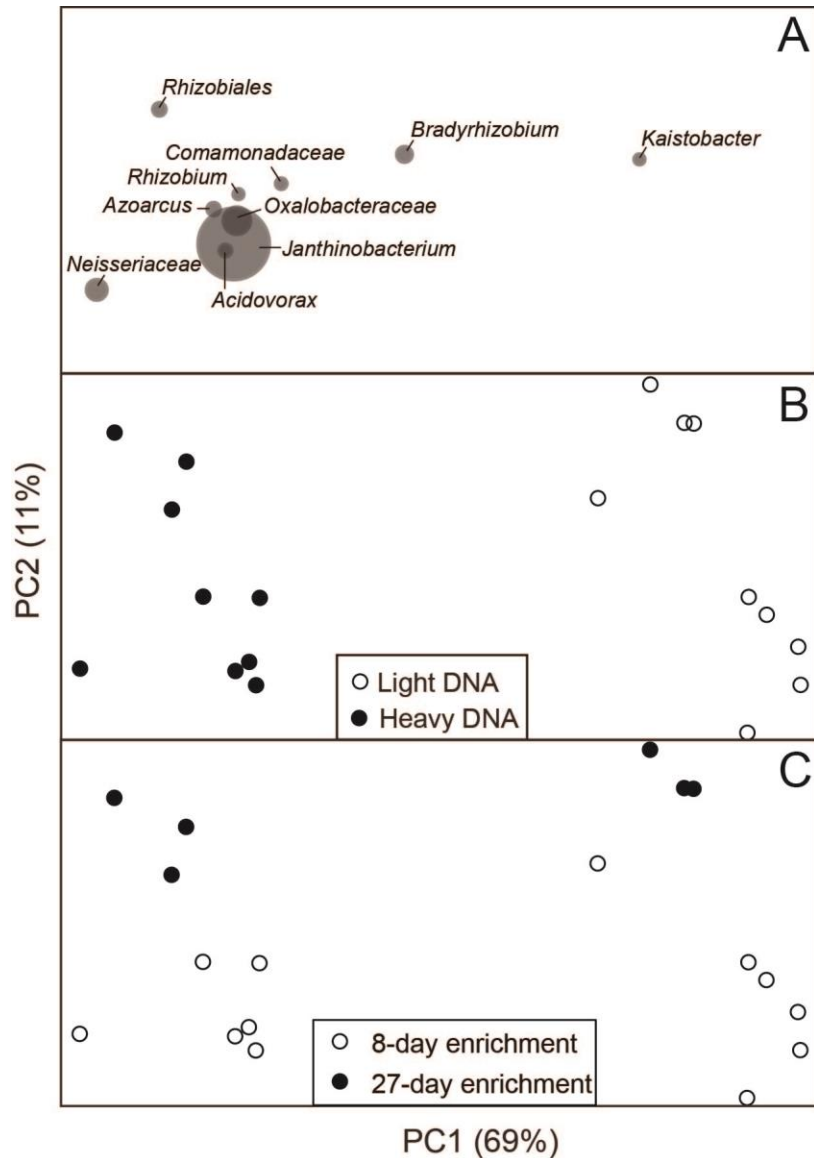 A
Rhizobiales
Bradyrhizobium
Kaistobacter
Comamonadaceae
Rhizobium
Azoarcus
Oxalobacteraceae
Janthinobacterium
Neisseriaceae
Acidovorax
B
Light DNA
Heavy DNA
C
8-day enrichment
27-day enrichment
PC2 (11%)
PC1 (69%)